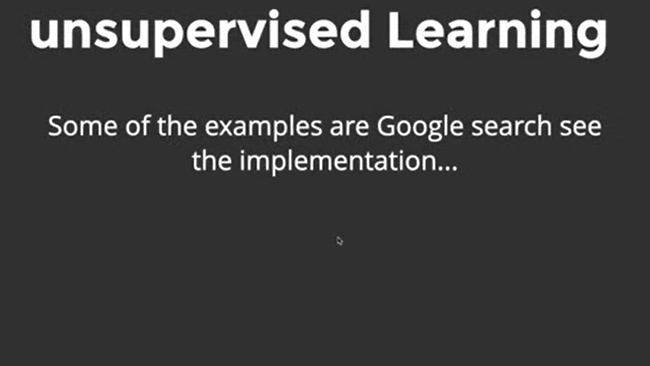 unsupervised Learning
Some of the examples are Google search see
the implementation...